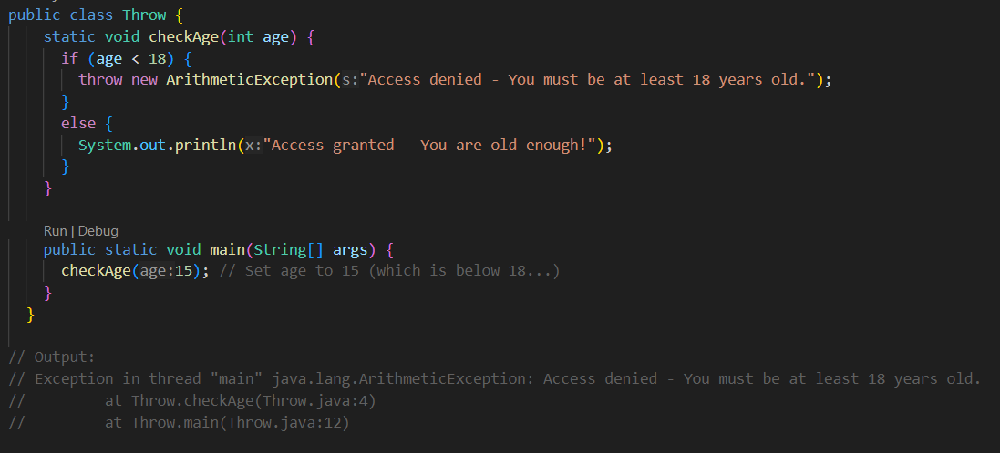 public class Throw {
static void checkAge(int age) {
if (age < 18) {
throw new ArithmeticException(s:"Access denied - You must be at least 18 years old.");
}
else {
System.out.println(x:"Access granted - You are old enough!");
}
}
Run | Debug
public static void main(String[] args) {
checkAge(age:15); // Set age to 15 (which is below 18...)
}
}
// Output:
// Exception in thread "main" java.lang.ArithmeticException: Access denied - You must be at least 18 years old.
//         at Throw.checkAge(Throw.java:4)
//         at Throw.main(Throw.java:12)